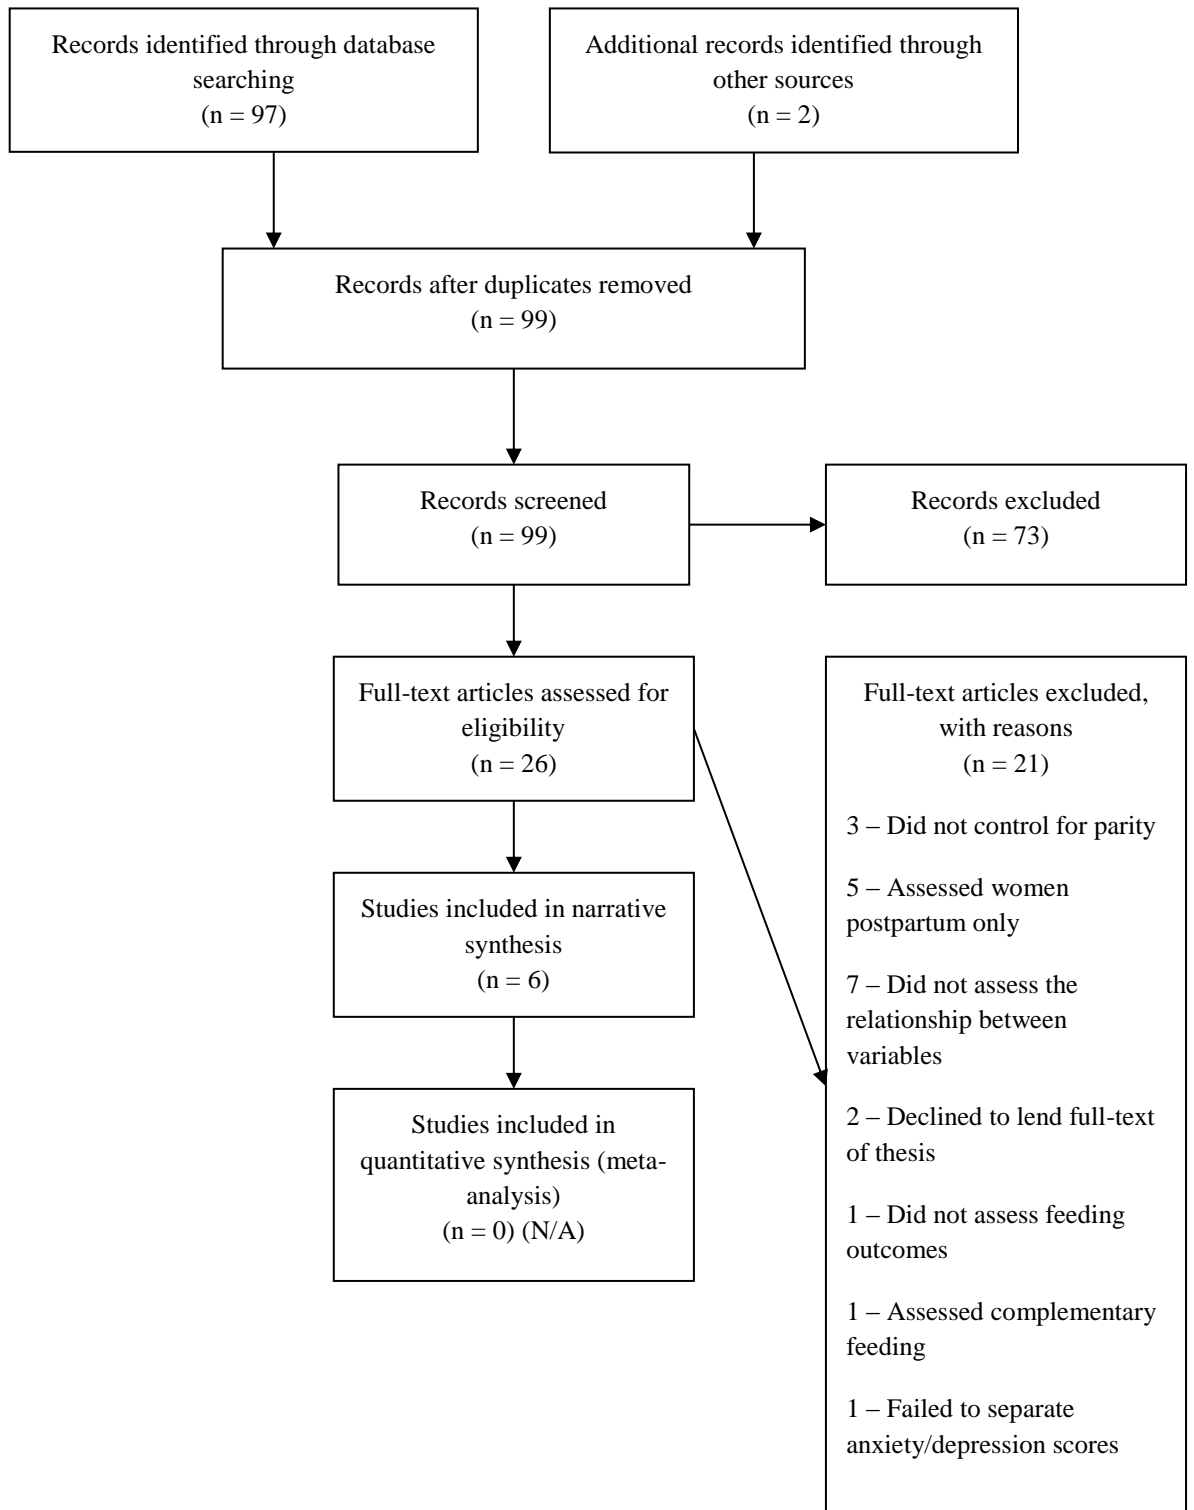 Records identified through database
searching
(n = 97)
Additional records identified through
other sources
(n = 2)
Records after duplicates removed
(n = 99)
Records screened
(n = 99)
Records excluded
(n = 73)
Full-text articles assessed for
eligibility
(n = 26)
Full-text articles excluded,
with reasons
(n = 21)
3 – Did not control for parity
5 – Assessed women
postpartum only
7 – Did not assess the
relationship between
variables
2 – Declined to lend full-text
of thesis
1 – Did not assess feeding
outcomes
1 – Assessed complementary
feeding
1 – Failed to separate
anxiety/depression scores
Studies included in narrative
synthesis
(n = 6)
Studies included in
quantitative synthesis (meta-
analysis)
(n = 0) (N/A)